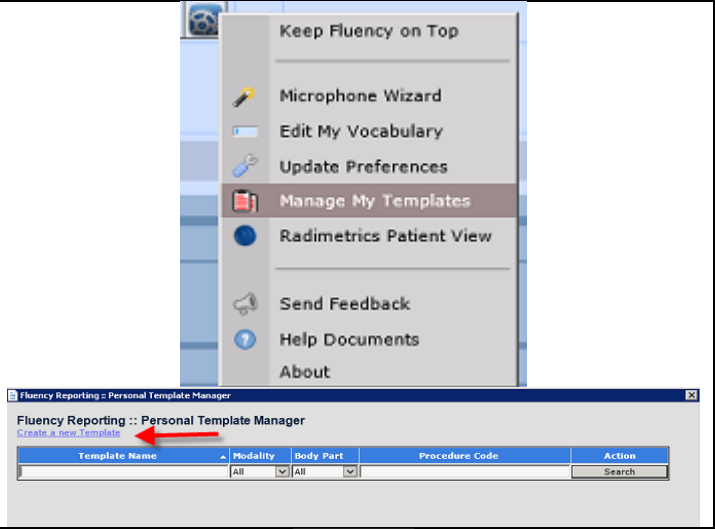 Keep Fluency on Top
Microphone Wizard
Edit My Vocabulary
Update Preferences
Manage My Templates
Radimetrics Patient View
Send Feedback
Help Documents
About
Fluency Reporting :: Personal Template Manager
Fluency Reporting :: Personal Template Manager
Create a new Template
Template Name Modality Body Part Procedure Code Action
All All Search